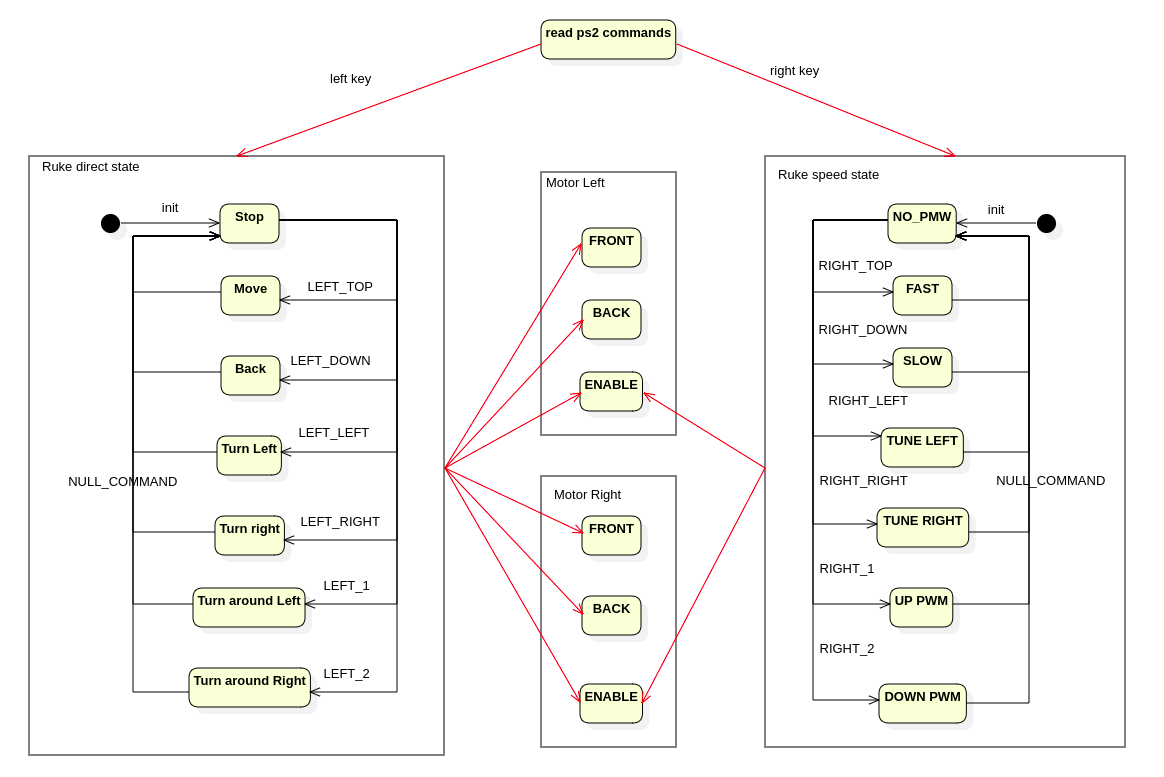 read ps2 commands
left key
right key
Ruke direct state
init
Stop
Move
LEFT_TOP
Back
LEFT_DOWN
Turn Left
LEFT_LEFT
NULL_COMMAND
Turn right
LEFT_RIGHT
Turn around Left
LEFT_1
Turn around Right
LEFT_2
Motor Left
FRONT
BACK
ENABLE
Motor Right
FRONT
BACK
ENABLE
Ruke speed state
NO_PMW
init
RIGHT_TOP
FAST
RIGHT_DOWN
SLOW
RIGHT_LEFT
TUNE LEFT
RIGHT_RIGHT
NULL_COMMAND
TUNE RIGHT
RIGHT_1
UP PWM
RIGHT_2
DOWN PWM